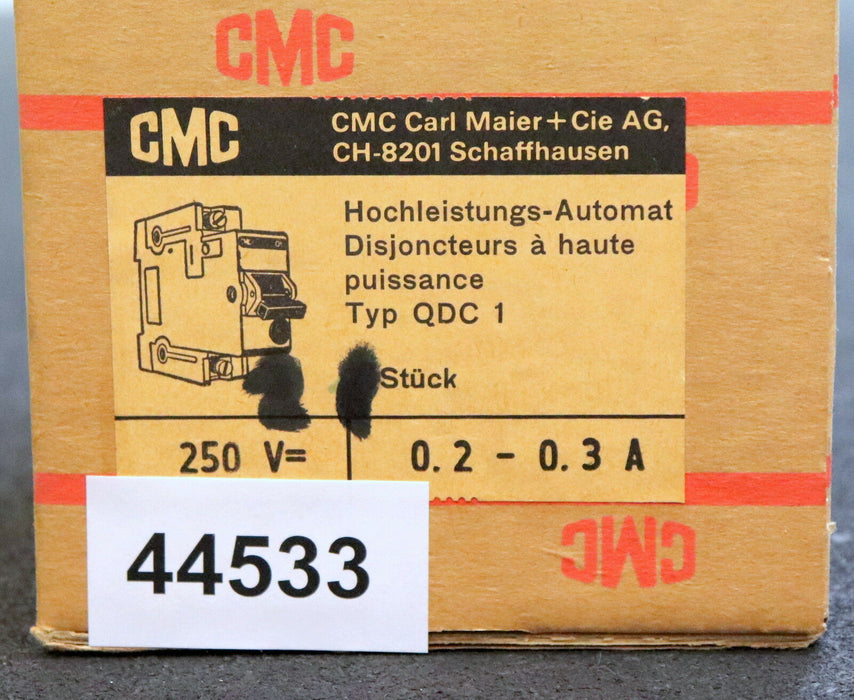 CMC
CMC
CMC Carl Maier+Cie AG,
CH-8201 Schaffhausen
Hochleistungs-Automat
Disjoncteurs à haute
puissance
Typ QDC 1
Stück
250 V= 0.2 - 0.3 A
44533
CMC